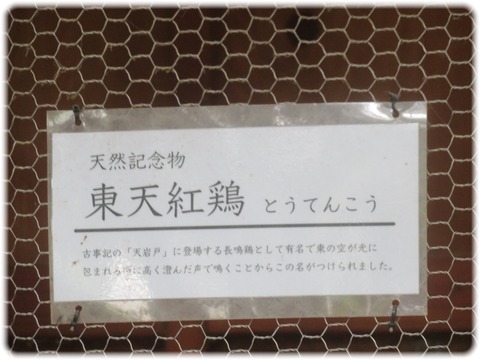 天然記念物
東天紅鶏 とうてんこう
古事記の「天岩戸」に登場する長鳴鶏として有名で東の空が光に
包まれる頃に高く澄んだ声で鳴くことからこの名がつけられました。